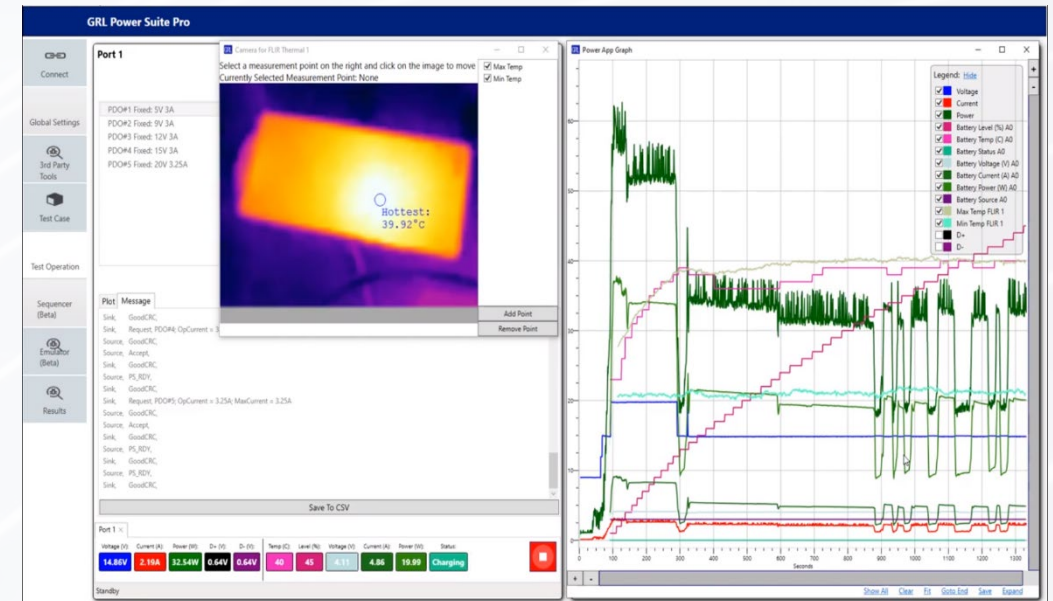 GRL Power Suite Pro
Connect
Global Settings
3rd Party
Tools
Test Case
Test Operation
Sequencer
(Beta)
Emulator
(Beta)
Results
Port 1
PDO#1 Fixed: 5V 3A
PDO#2 Fixed: 9V 3A
PDO#3 Fixed: 12V 3A
PDO#4 Fixed: 15V 3A
PDO#5 Fixed: 20V 3.25A
Camera for FLIR Thermal 1
Select a measurement point on the right and click on the image to move
Currently Selected Measurement Point: None
Max Temp
Min Temp
Hottest:
39.92°C
Add Point
Remove Point
Plot Message
Sink, GoodCRC,
Sink, Request, PDO#4; OpCurrent = 3
Source, GoodCRC,
Source, Accept,
Sink, GoodCRC,
Source, PS_RDY,
Sink, GoodCRC,
Sink, Request, PDO#5; OpCurrent = 3.25A; MaxCurrent = 3.25A
Source, GoodCRC,
Source, Accept,
Sink, GoodCRC,
Source, PS_RDY,
Sink, GoodCRC,
Source, PS_RDY,
Sink, GoodCRC,
Save To CSV
Port 1 ×
Voltage (V) Current (A) Power (W) D+ (V) D- (V) Temp (C) Level (%) Voltage (V) Current (A) Power (W) Status
14.86V 2.19A 32.54W 0.64V 0.64V 40 45 4.11 4.86 19.99 Charging
Standby
Power App Graph
Legend: Hide
Voltage
Current
Power
Battery Level (%) A0
Battery Temp (C) A0
Battery Status A0
Battery Voltage (V) A0
Battery Current (A) A0
Battery Power (W) A0
Battery Source A0
Max Temp FLIR 1
Min Temp FLIR 1
D+
D-
60
50
40
30
20
10
0
0 100 200 300 400 500 600 700 800 900 1000 1100 1200 1300
Seconds
+ -
Show All Clear Fit Goto End Save Expand